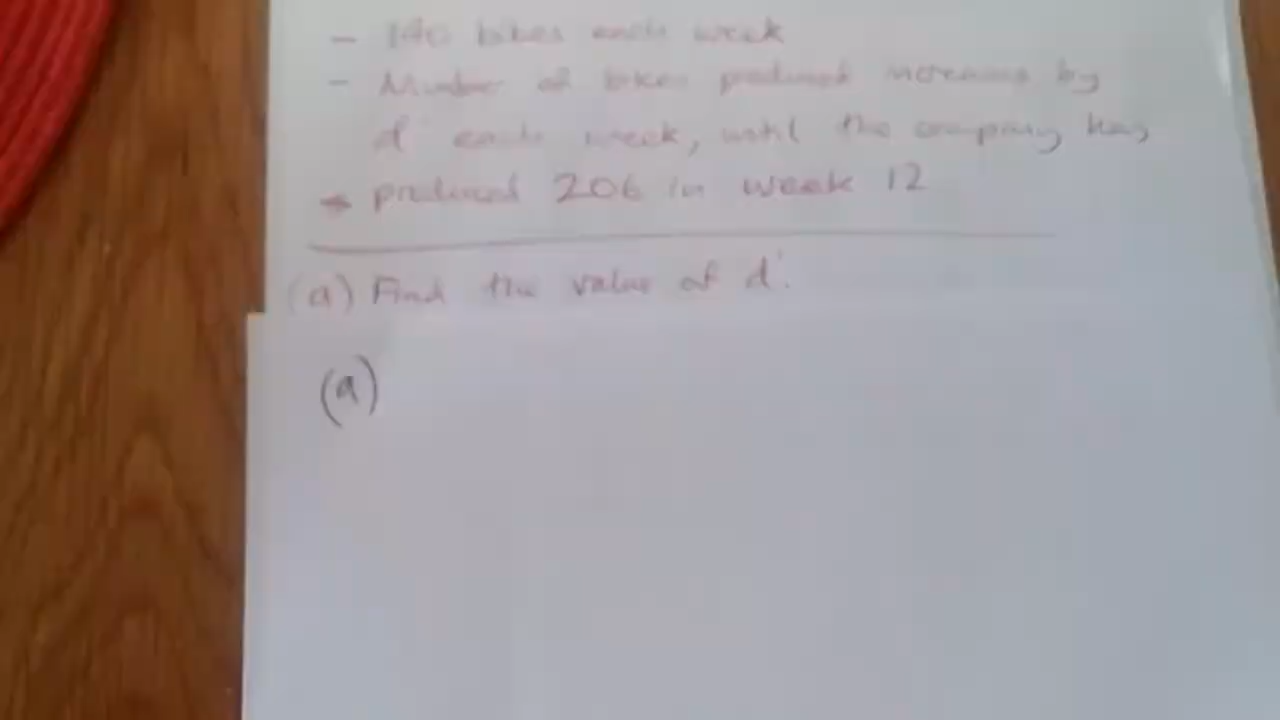 - 140 bikes each week
- Number of bikes produced increases by
d each week, until the company has
→ produced 206 in week 12
(a) Find the value of 'd'.
(a)